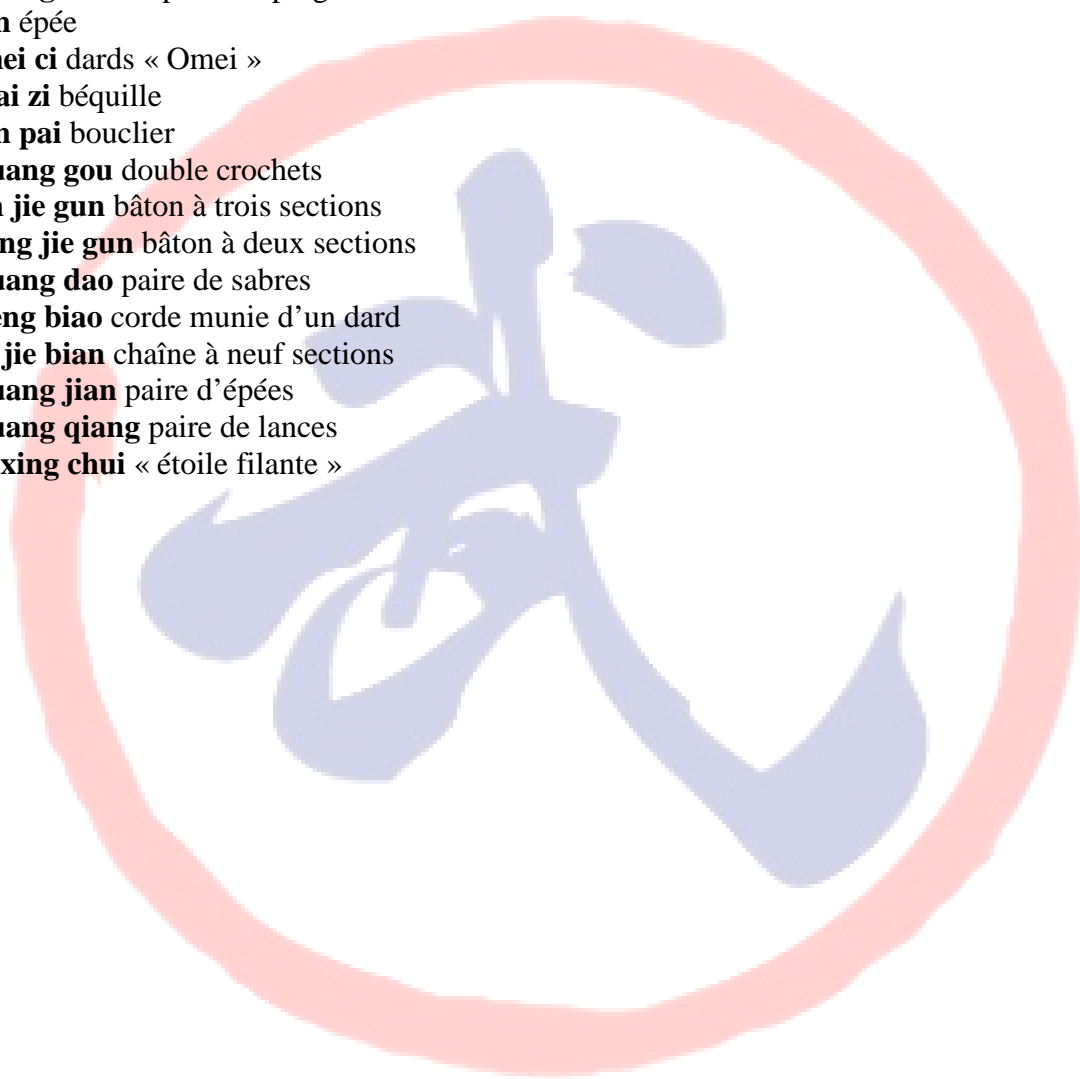 n épée
ei ci dards « Omei »
ai zi béquille
n pai bouclier
uang gou double crochets
jie gun bâton à trois sections
ng jie gun bâton à deux sections
uang dao paire de sabres
eng biao corde munie d’un dard
jie bian chaîne à neuf sections
uang jian paire d’épées
uang qiang paire de lances
xing chui « étoile filante »
武